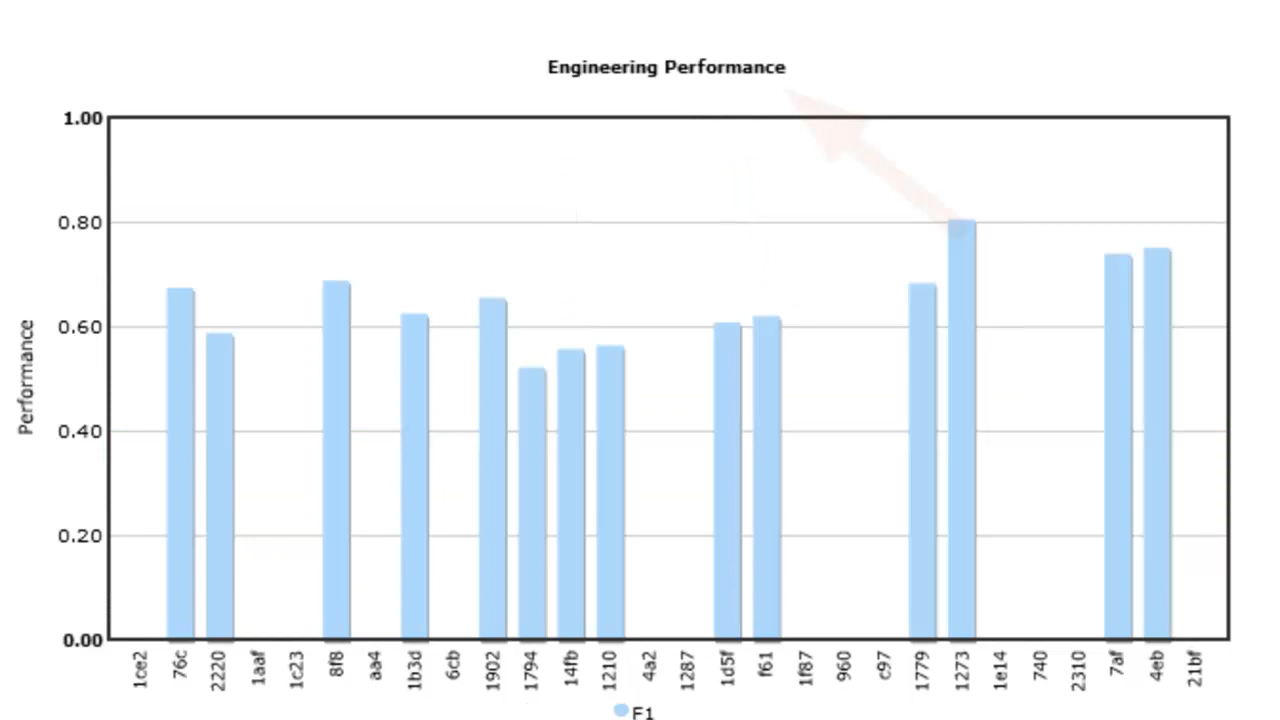 Engineering Performance
1.00
0.80
0.60
0.40
0.20
0.00
Performance
1ce2
76c
2220
1aaf
1c23
8f8
aa4
1b3d
6cb
1902
1794
14fb
1210
4a2
1287
1d5f
f61
1f87
960
c97
1779
1273
1e14
740
2310
7af
4eb
21bf
F1